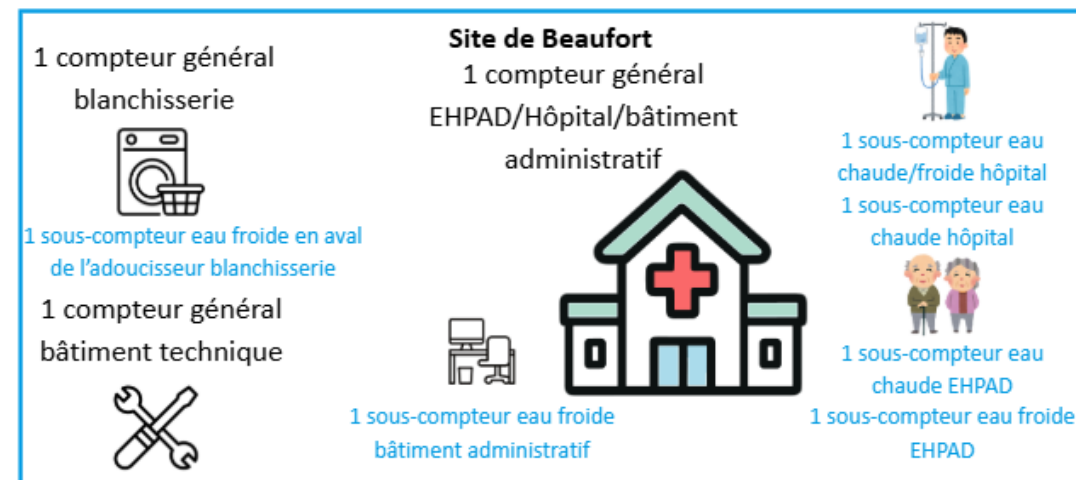 1 compteur général
blanchisserie
1 sous-compteur eau froide en aval
de l'adoucisseur blanchisserie
1 compteur général
bâtiment technique
Site de Beaufort
1 compteur général
EHPAD/Hôpital/bâtiment
administratif
1 sous-compteur eau froide
bâtiment administratif
1 sous-compteur eau
chaude/froide hôpital
1 sous-compteur eau
chaude hôpital
1 sous-compteur eau
chaude EHPAD
1 sous-compteur eau froide
EHPAD